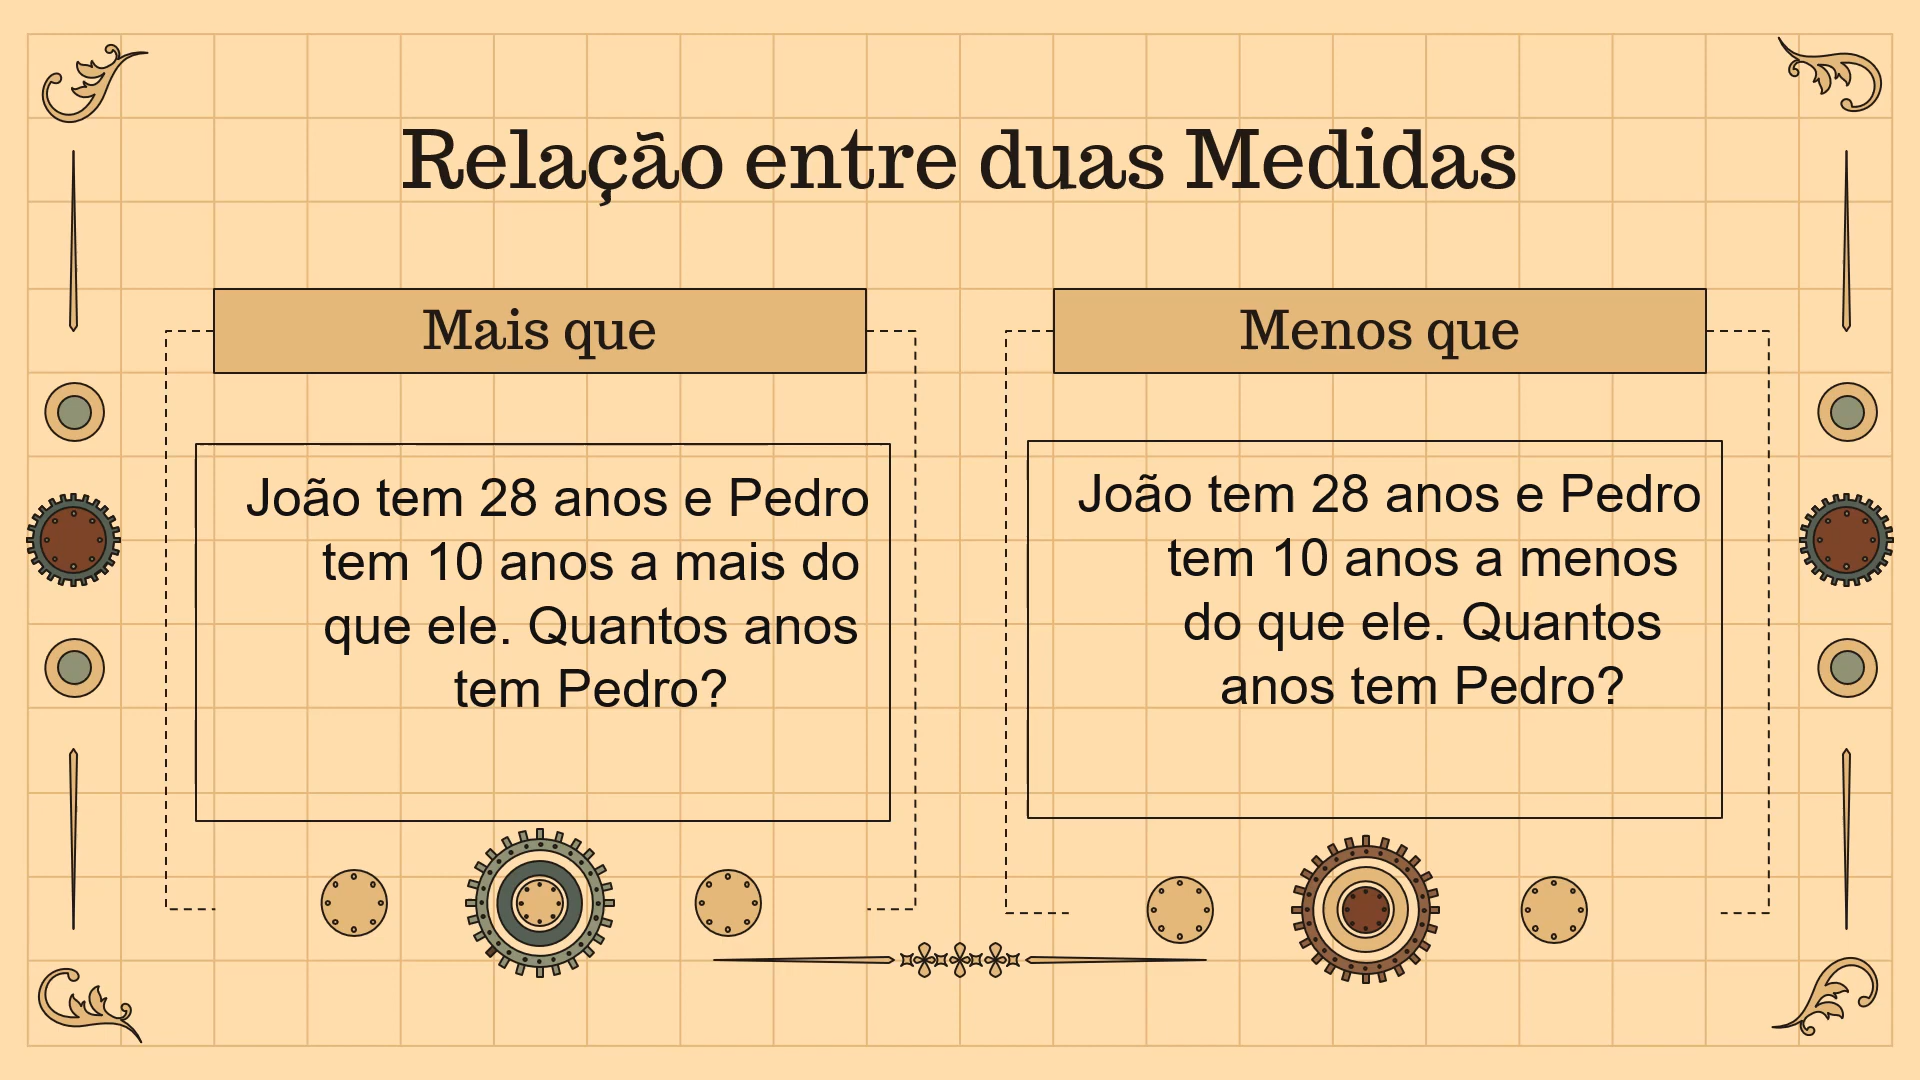 Relação entre duas Medidas
Mais que
João tem 28 anos e Pedro
tem 10 anos a mais do
que ele. Quantos anos
tem Pedro?
Menos que
João tem 28 anos e Pedro
tem 10 anos a menos
do que ele. Quantos
anos tem Pedro?